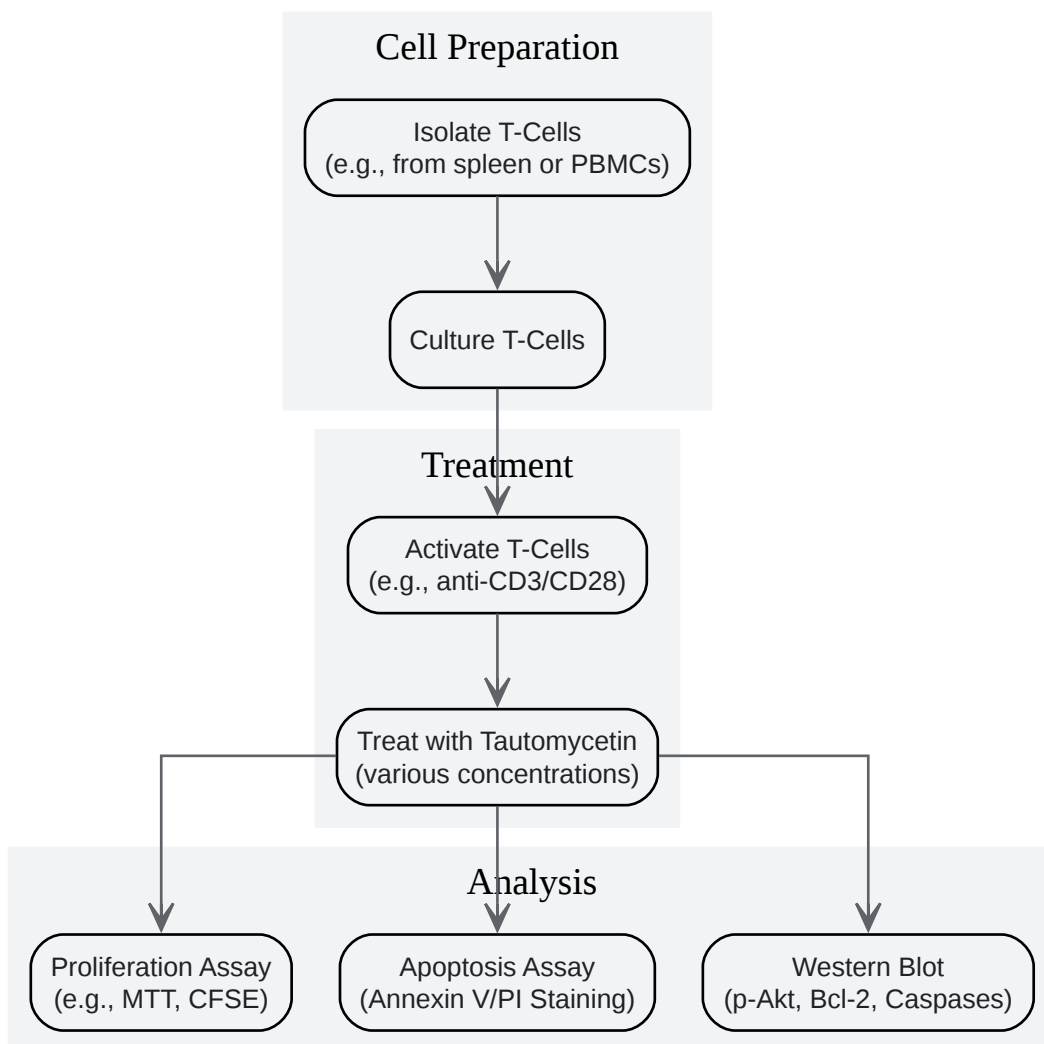 Cell Preparation
Isolate T-Cells
(e.g., from spleen or PBMCs)
Culture T-Cells
Treatment
Activate T-Cells
(e.g., anti-CD3/CD28)
Treat with Tautomycetin
(various concentrations)
Analysis
Proliferation Assay
(e.g., MTT, CFSE)
Apoptosis Assay
(Annexin V/PI Staining)
Western Blot
(p-Akt, Bcl-2, Caspases)